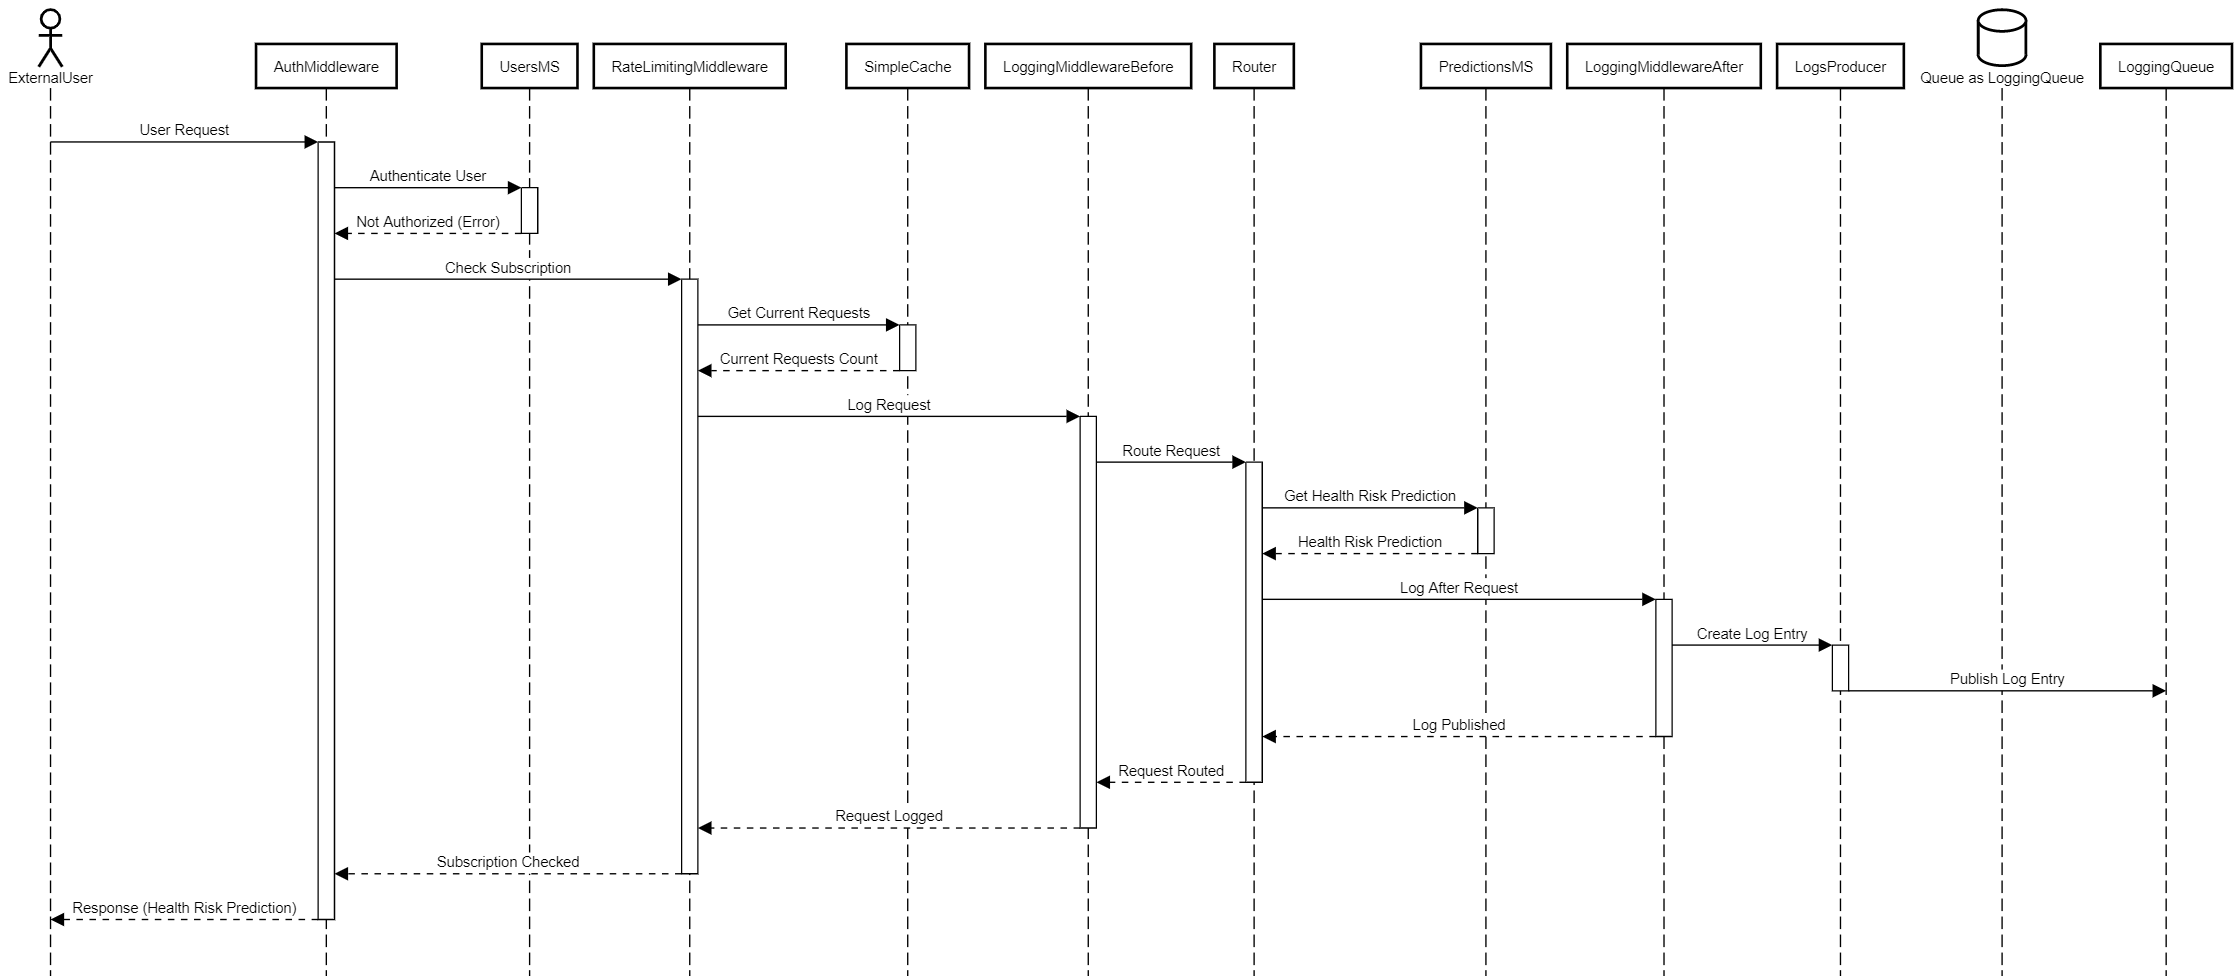 ExternalUser
AuthMiddleware
UsersMS
RateLimitingMiddleware
SimpleCache
LoggingMiddlewareBefore
Router
PredictionsMS
LoggingMiddlewareAfter
LogsProducer
Queue as LoggingQueue
LoggingQueue
User Request
Authenticate User
Not Authorized (Error)
Check Subscription
Get Current Requests
Current Requests Count
Log Request
Route Request
Get Health Risk Prediction
Health Risk Prediction
Log After Request
Create Log Entry
Publish Log Entry
Log Published
Request Routed
Request Logged
Subscription Checked
Response (Health Risk Prediction)